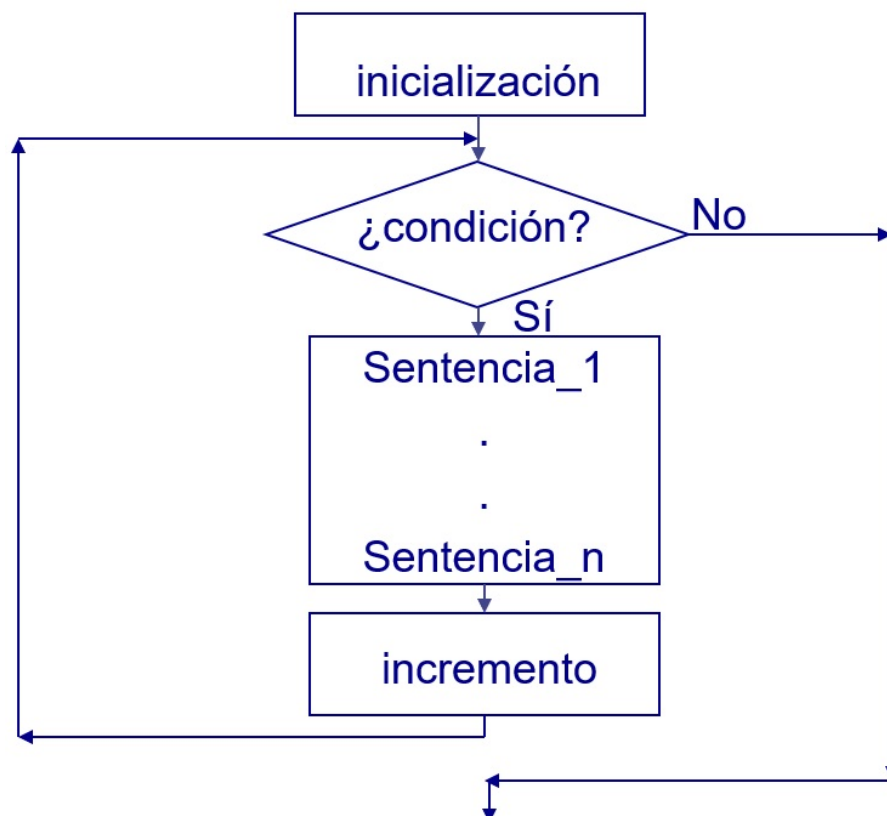 inicialización
¿condición?
No
Sí
Sentencia_1
.
.
Sentencia_n
incremento